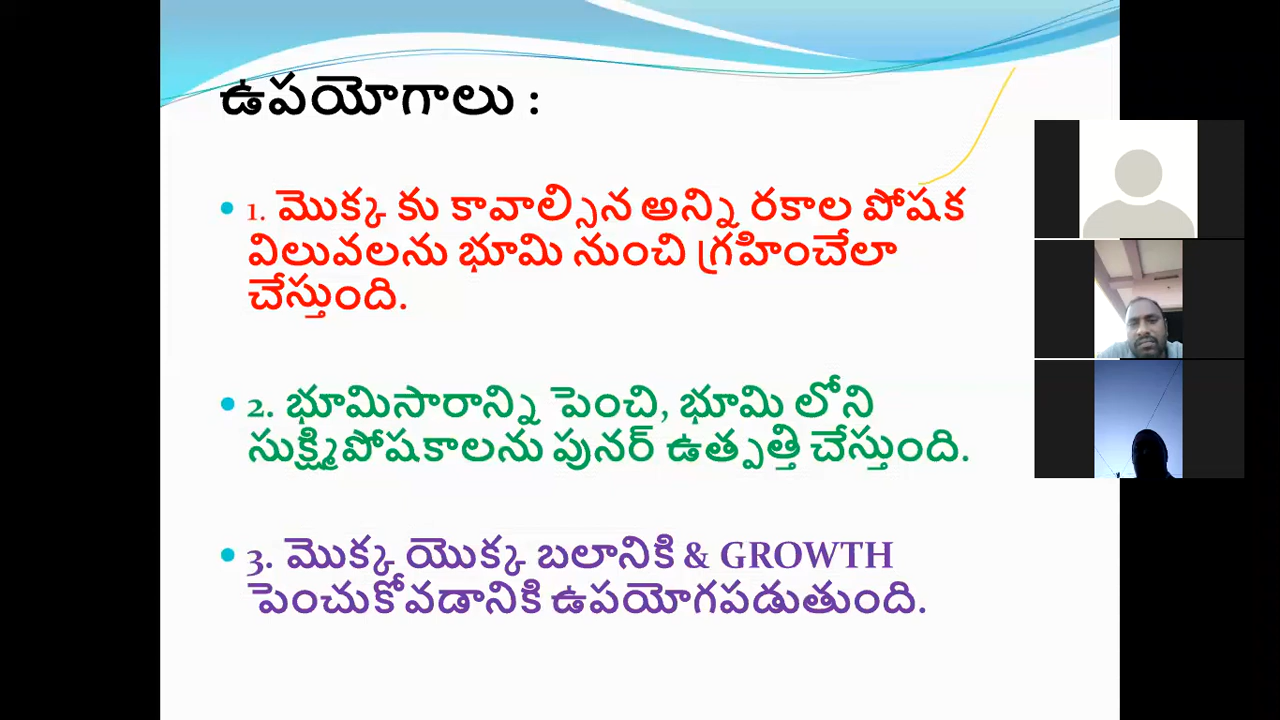 ఉపయోగాలు :
• 1. మొక్క కు కావాల్సిన అన్ని రకాల పోషక
విలువలను భూమి నుంచి గ్రహించేలా
చేస్తుంది.
• 2. భూమిసారాన్ని పెంచి, భూమి లోని
సుక్ష్మిపోషకాలను పునర్ ఉత్పత్తి చేస్తుంది.
• 3. మొక్క యొక్క బలానికి & GROWTH
పెంచుకోవడానికి ఉపయోగపడుతుంది.